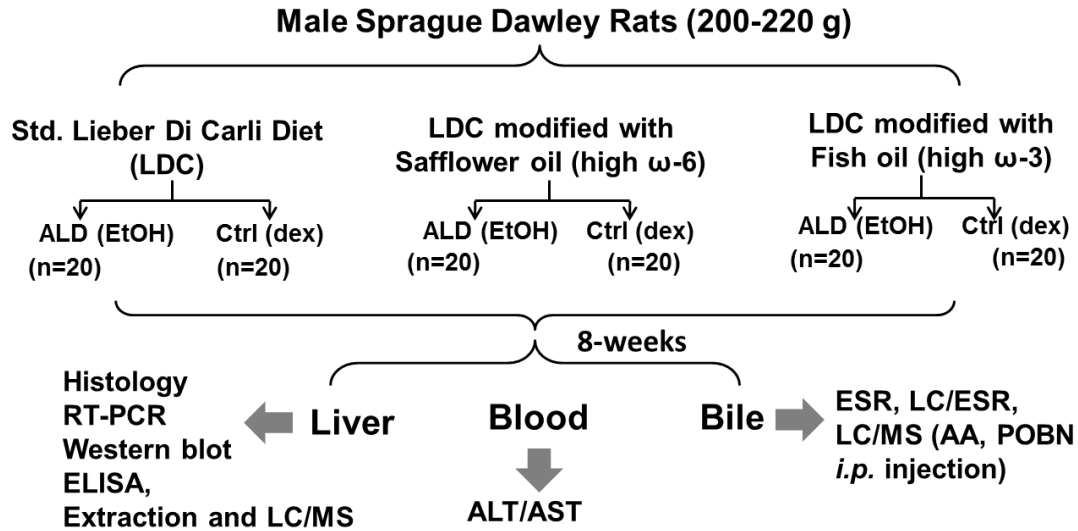 Male Sprague Dawley Rats (200-220 g)
Std. Lieber Di Carli Diet
(LDC)
LDC modified with
Safflower oil (high ω-6)
LDC modified with
Fish oil (high ω-3)
ALD (EtOH)
(n=20)
Ctrl (dex)
(n=20)
ALD (EtOH)
(n=20)
Ctrl (dex)
(n=20)
ALD (EtOH)
(n=20)
Ctrl (dex)
(n=20)
8-weeks
Histology
RT-PCR
Western blot
ELISA,
Extraction and LC/MS
Liver
Blood
ALT/AST
Bile
ESR, LC/ESR,
LC/MS (AA, POBN
i.p. injection)